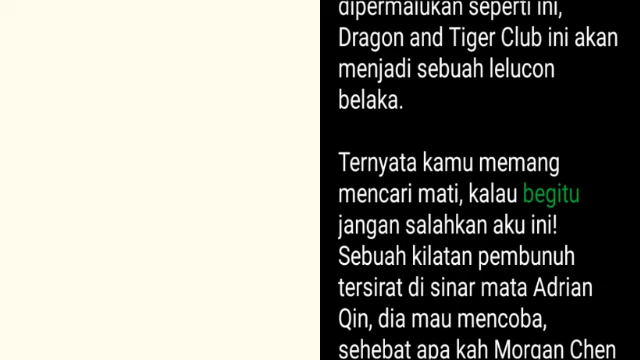 dipermalukan seperti ini,
Dragon and Tiger Club ini akan
menjadi sebuah lelucon
belaka.
Ternyata kamu memang
mencari mati, kalau begitu
jangan salahkan aku ini!
Sebuah kilatan pembunuh
tersirat di sinar mata Adrian
Qin, dia mau mencoba,
sehebat apa kah Morgan Chen